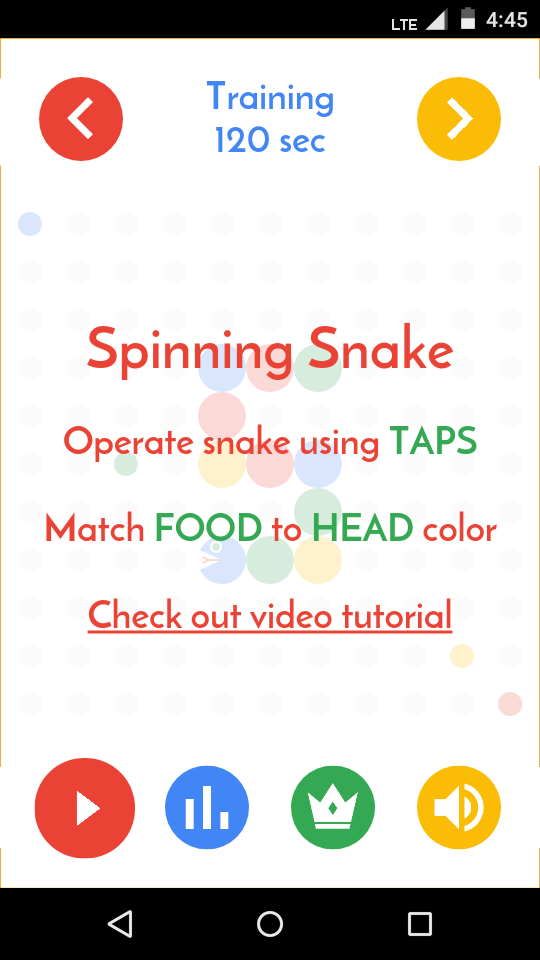 LTE 4:45
Training
120 sec
Spinning Snake
Operate snake using TAPS
Match FOOD to HEAD color
Check out video tutorial